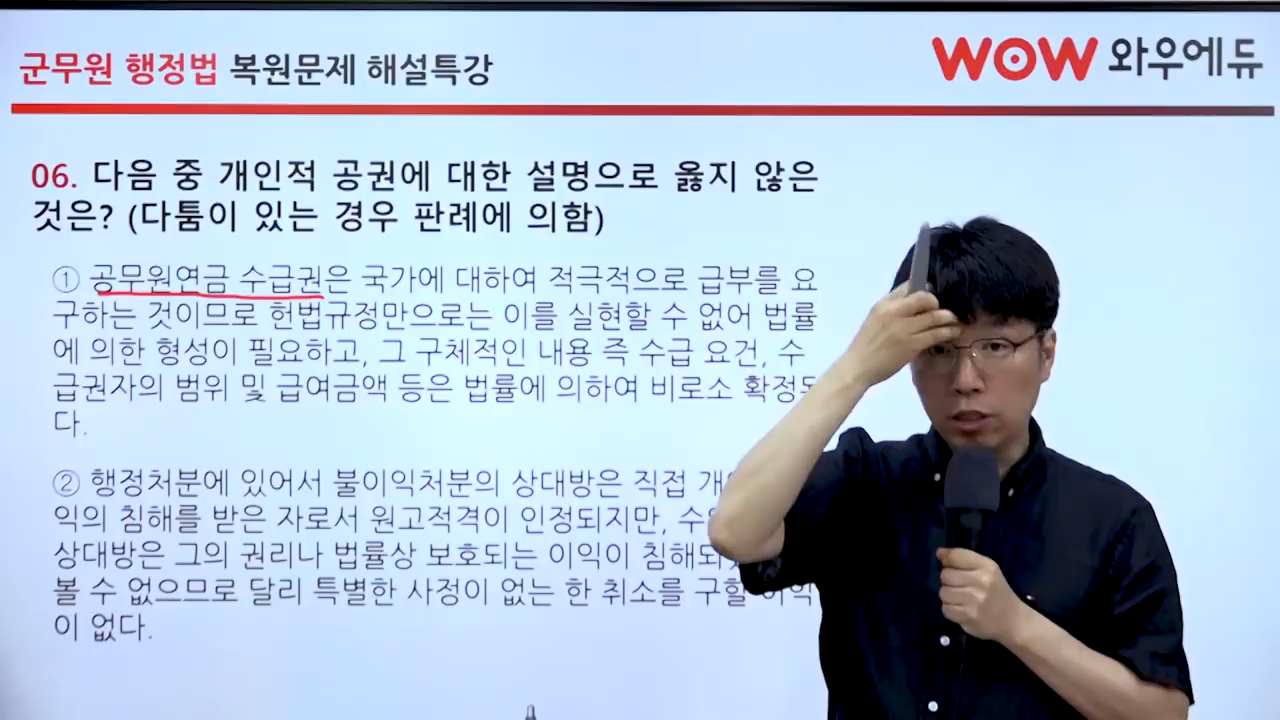 군무원 행정법 복원문제 해설특강
WOW 와우에듀
06. 다음 중 개인적 공권에 대한 설명으로 옳지 않은
것은? (다툼이 있는 경우 판례에 의함)
① 공무원연금 수급권은 국가에 대하여 적극적으로 급부를 요
구하는 것이므로 헌법규정만으로는 이를 실현할 수 없어 법률
에 의한 형성이 필요하고, 그 구체적인 내용 즉 수급 요건, 수
급권자의 범위 및 급여금액 등은 법률에 의하여 비로소
다.
② 행정처분에 있어서 불이익처분의 상대방은 직접
익의 침해를 받은 자로서 원고적격이 인정되지만,
상대방은 그의 권리나 법률상 보호되는 이익이
볼 수 없으므로 달리 특별한 사정이 없는 한 취소를 구할
이 없다.